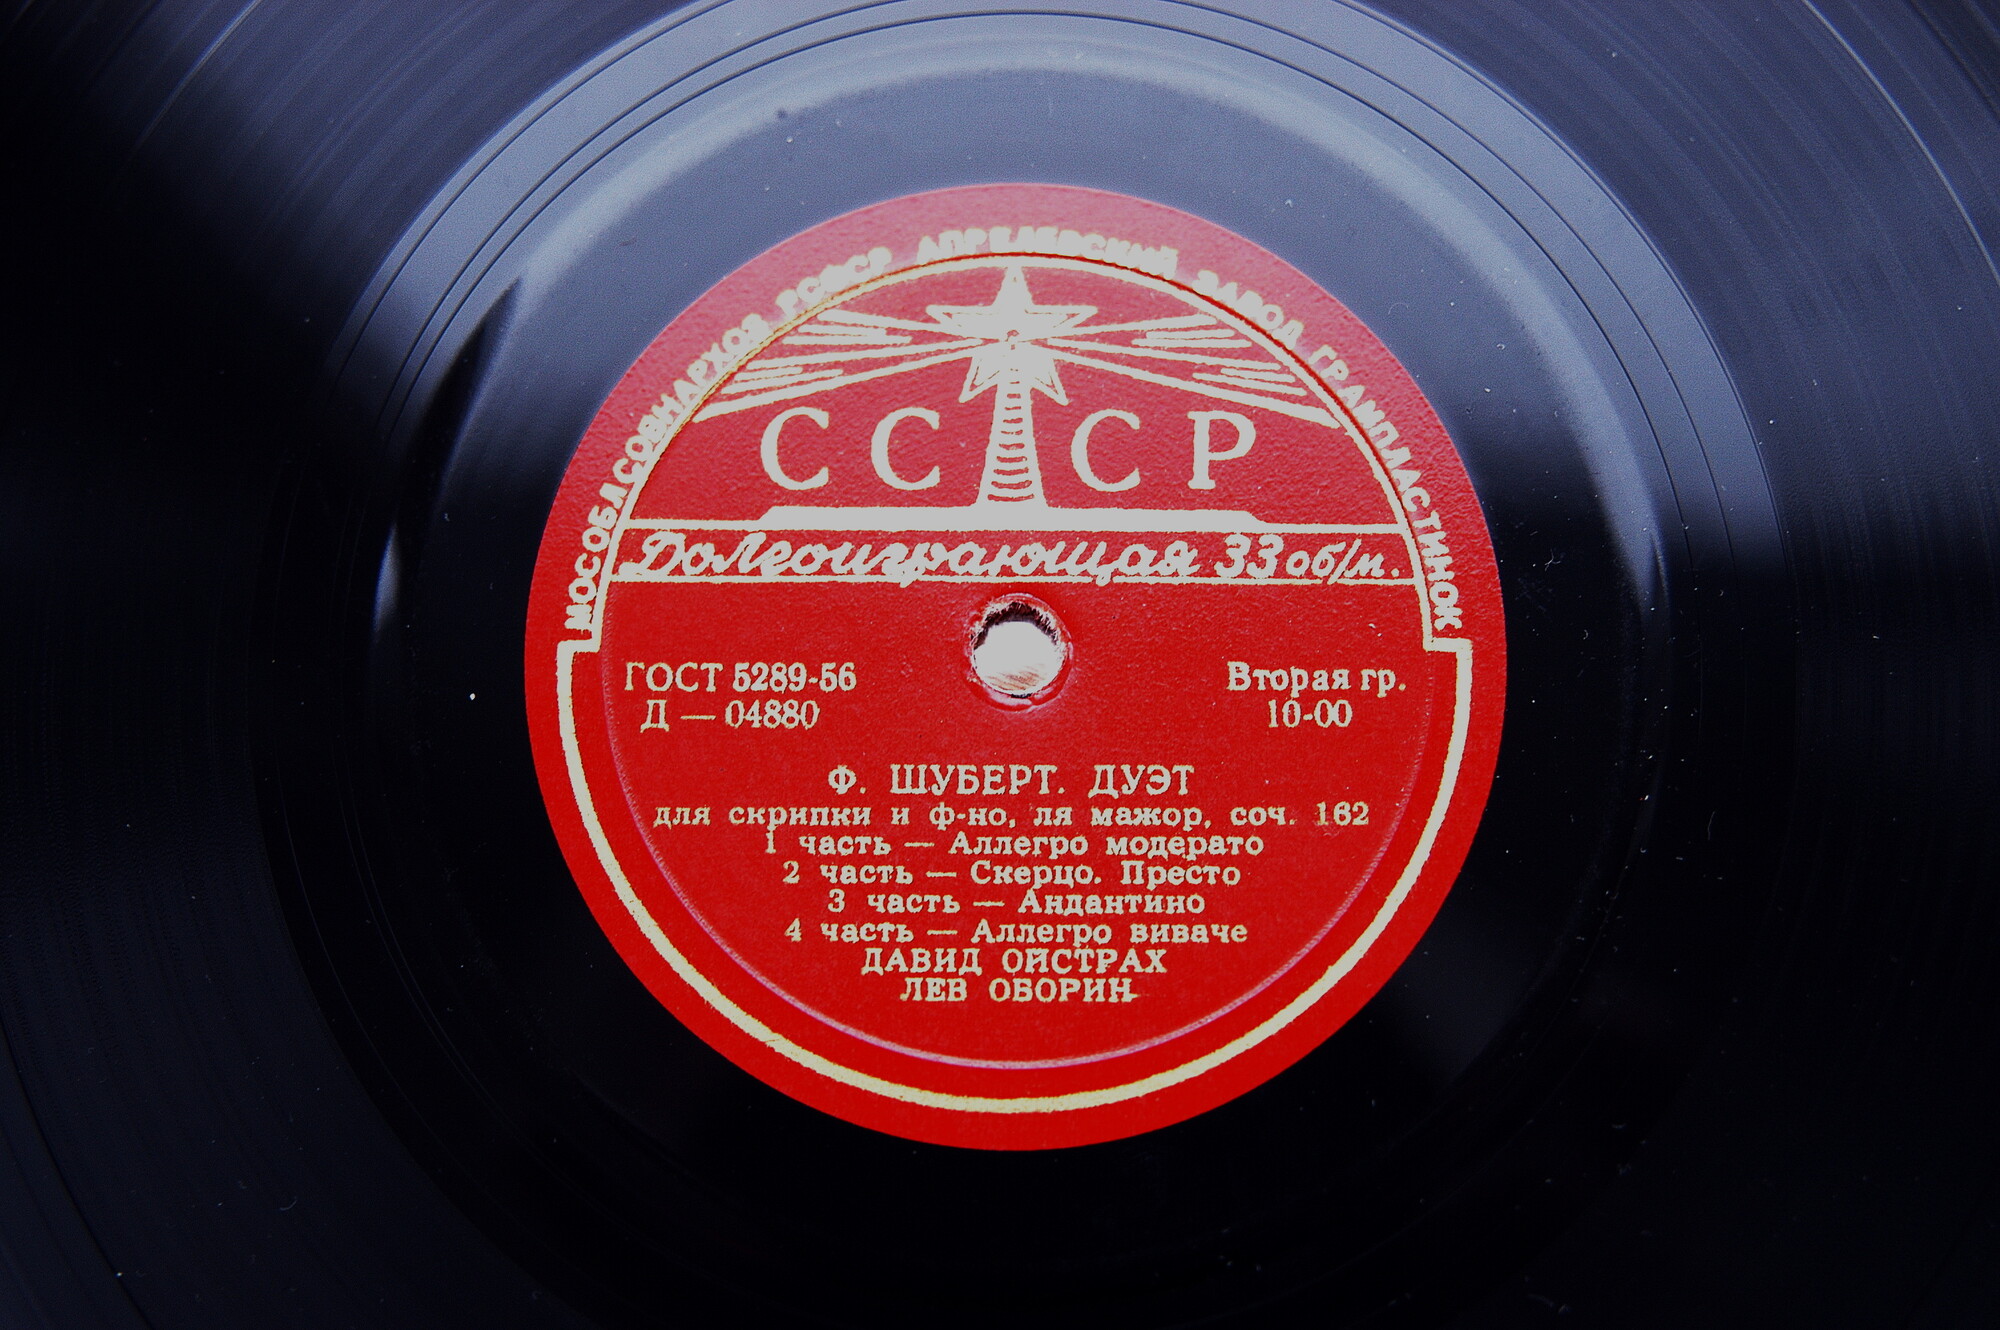 МОСОБЛСОВНАРХОЗ РСФСР АПРЕЛЕВСКИЙ ЗАВОД ГРАМПЛАСТИНОК
СССР
Долгоиграющая 33 об/м.
ГОСТ 5289-56
Д — 04880
Вторая гр.
10-00
Ф. ШУБЕРТ. ДУЭТ
для скрипки и ф-но, ля мажор, соч. 162
1 часть — Аллегро модерато
2 часть — Скерцо. Престо
3 часть — Андантино
4 часть — Аллегро виваче
ДАВИД ОЙСТРАХ
ЛЕВ ОБОРИН